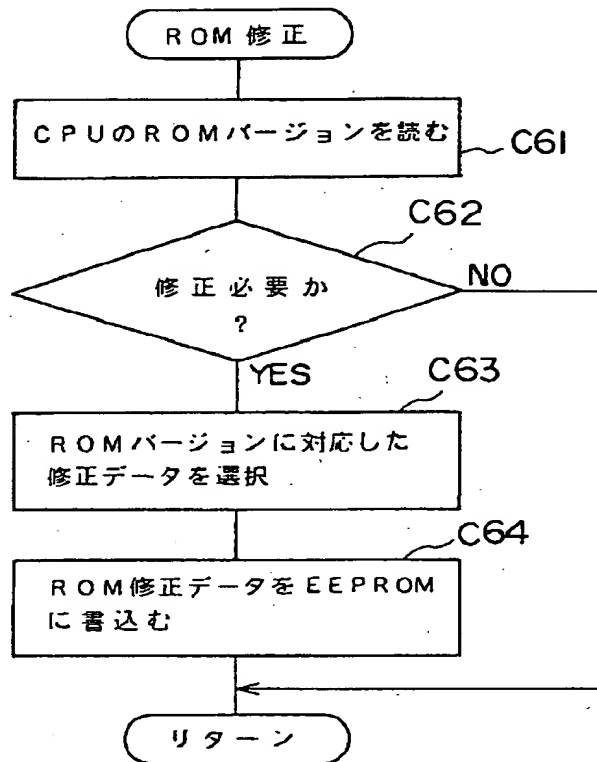 ROM修正
CPUのROMバージョンを読む
C61
C62
修正必要か
?
NO
YES
C63
ROMバージョンに対応した
修正データを選択
C64
ROM修正データをEEPROM
に書込む
リターン